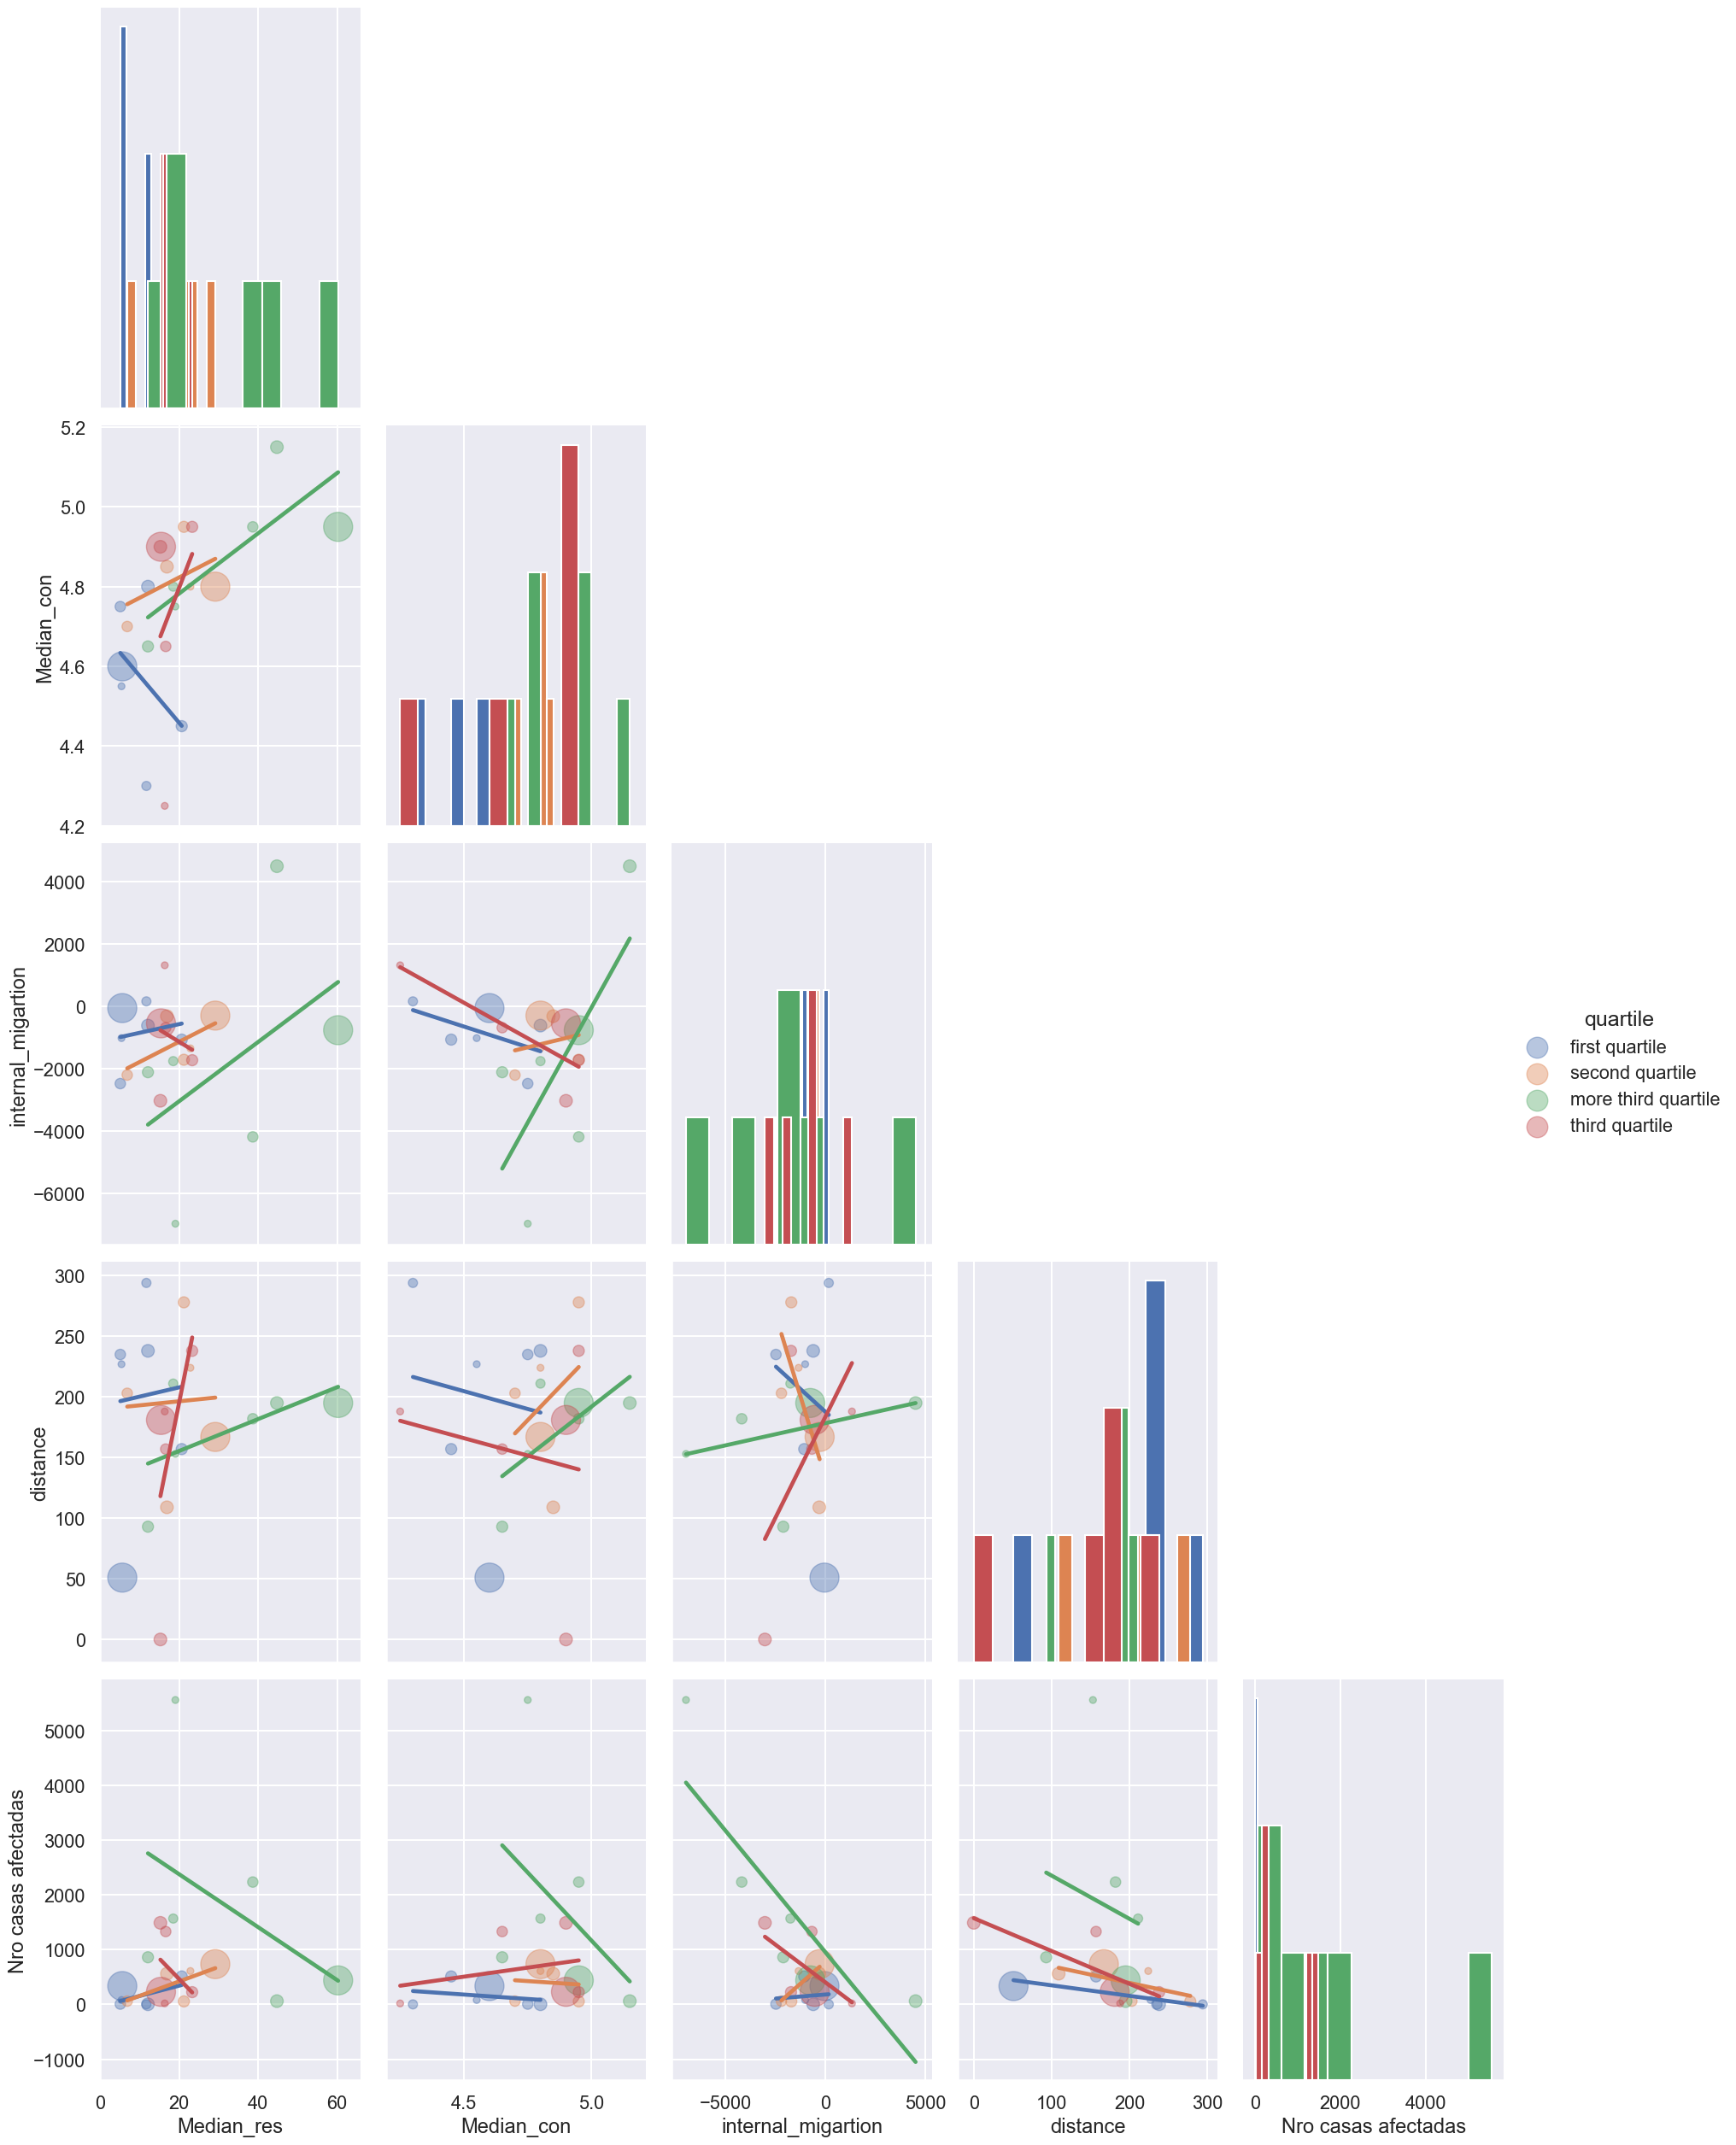 5.2
5.0
4.8
4.6
4.4
4.2
Median_con
4000
2000
0
−2000
−4000
−6000
internal_migartion
quartile
first quartile
second quartile
more third quartile
third quartile
300
250
200
150
100
50
0
distance
5000
4000
3000
2000
1000
0
−1000
Nro casas afectadas
0 20 40 60
4.5 5.0
−5000 0 5000
0 100 200 300
0 2000 4000
Median_res
Median_con
internal_migartion
distance
Nro casas afectadas